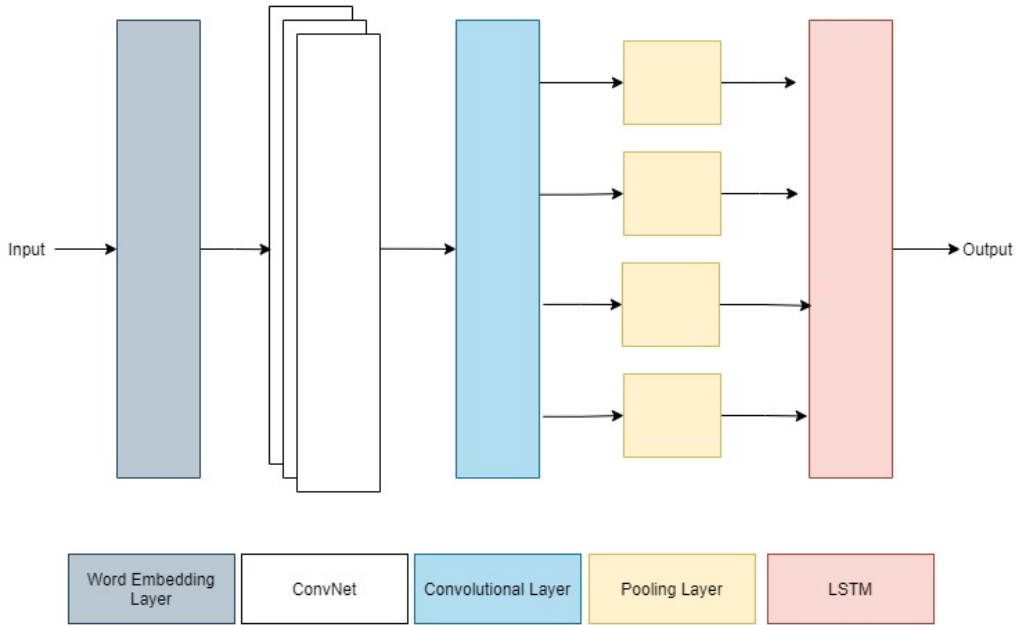 Input
Output
Word Embedding
Layer
ConvNet
Convolutional Layer
Pooling Layer
LSTM